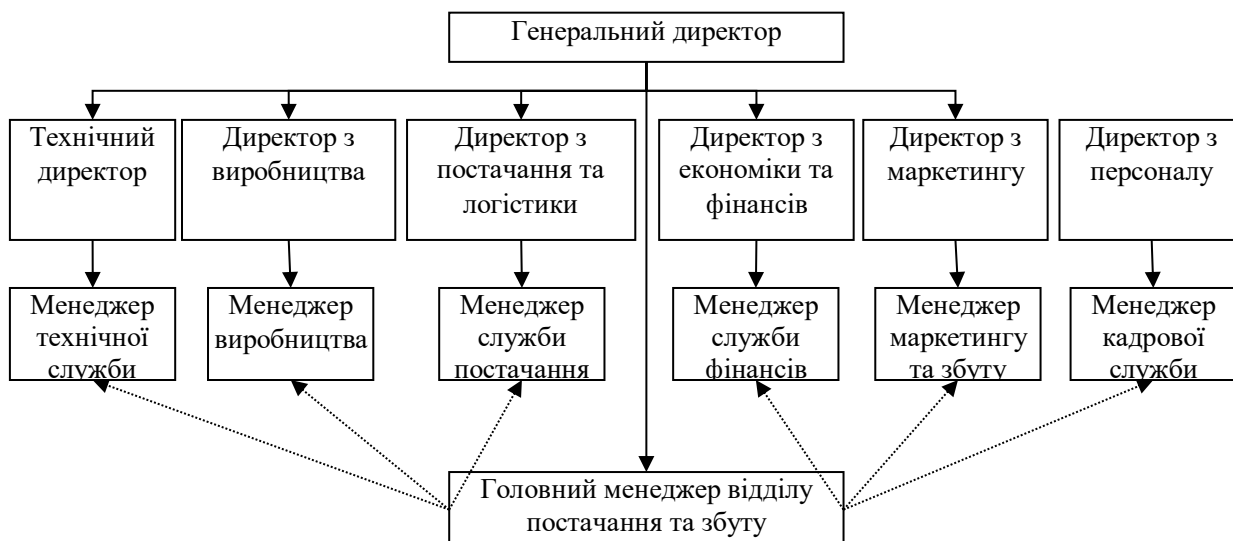 Генеральний директор
Технічний
директор
Директор з
виробництва
Директор з
постачання та
логістики
Директор з
економіки та
фінансів
Директор з
маркетингу
Директор з
персоналу
Менеджер
технічної
служби
Менеджер
виробництва
Менеджер
служби
постачання
Менеджер
служби
фінансів
Менеджер
маркетингу
та збуту
Менеджер
кадрової
служби
Головний менеджер відділу
постачання та збуту